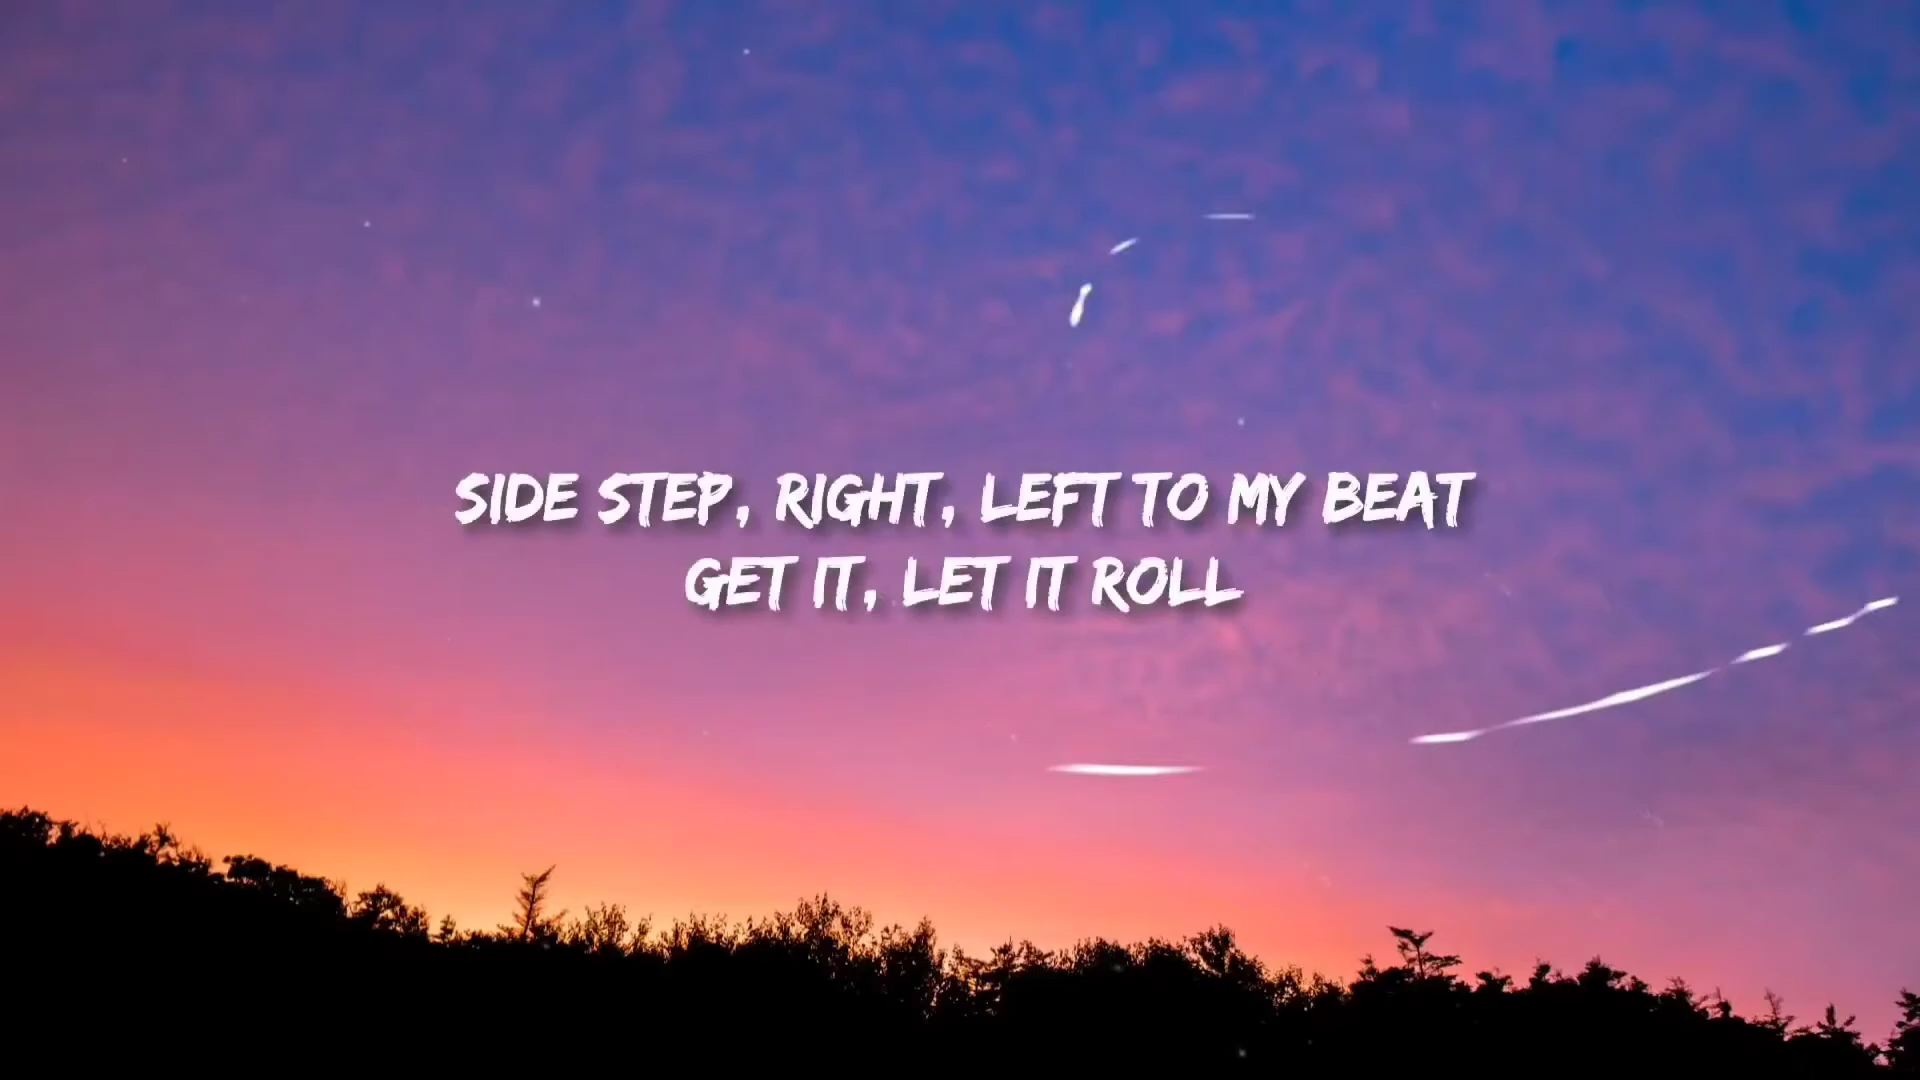 SIDE STEP, RIGHT, LEFT TO MY BEAT
GET IT, LET IT ROLL